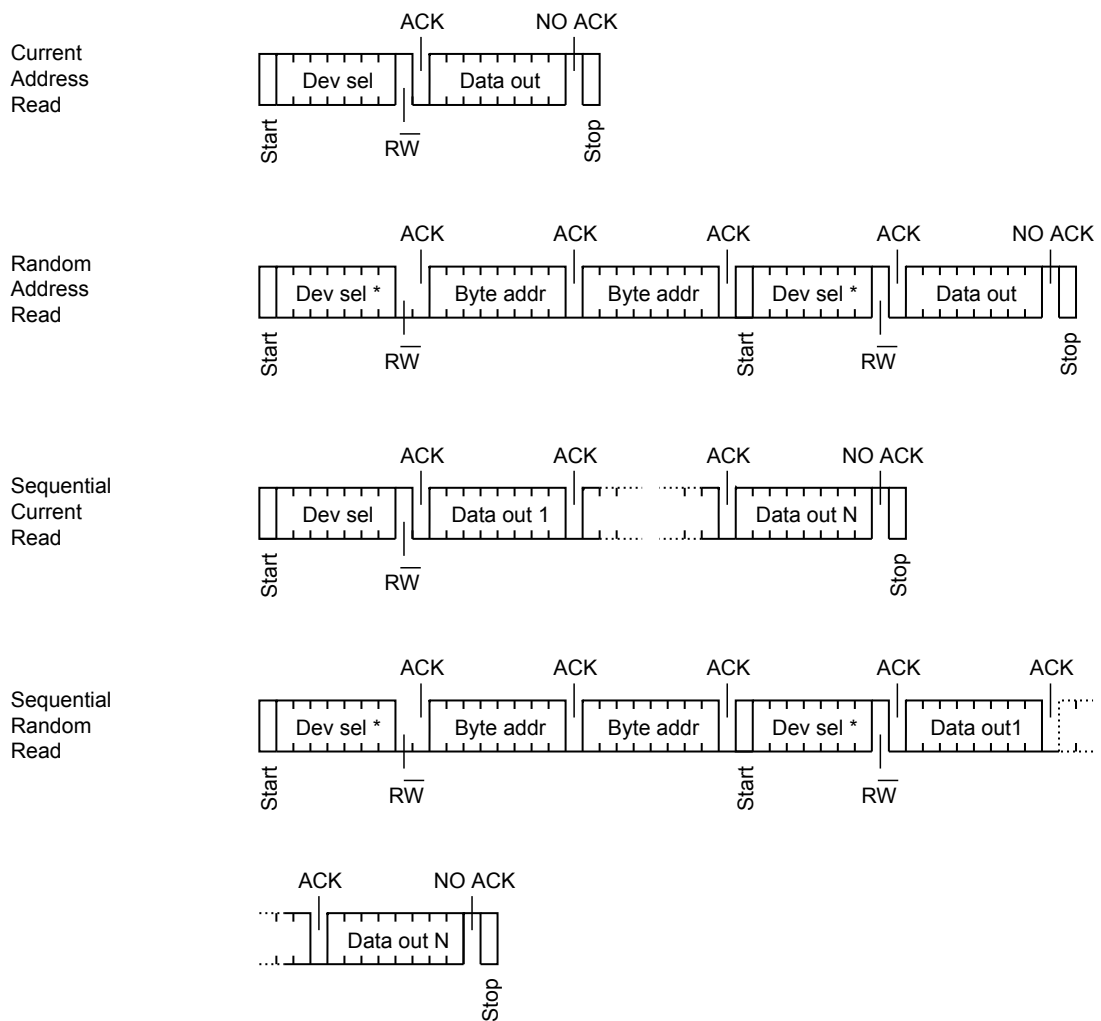 ACK NO ACK
Current
Address
Read
Dev sel Data out
Start RW̅ Stop
ACK ACK ACK ACK NO ACK
Random
Address
Read
Dev sel * Byte addr Byte addr Dev sel * Data out
Start RW̅ Start RW̅ Stop
ACK ACK ACK NO ACK
Sequential
Current
Read
Dev sel Data out 1 Data out N
Start RW̅ Stop
ACK ACK ACK ACK ACK
Sequential
Random
Read
Dev sel * Byte addr Byte addr Dev sel * Data out1
Start RW̅ Start RW̅
ACK NO ACK
Data out N
Stop